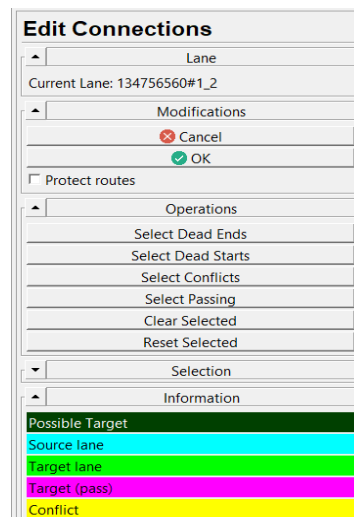 Edit Connections
Lane
Current Lane: 134756560#1_2
Modifications
Cancel
OK
Protect routes
Operations
Select Dead Ends
Select Dead Starts
Select Conflicts
Select Passing
Clear Selected
Reset Selected
Selection
Information
Possible Target
Source lane
Target lane
Target (pass)
Conflict